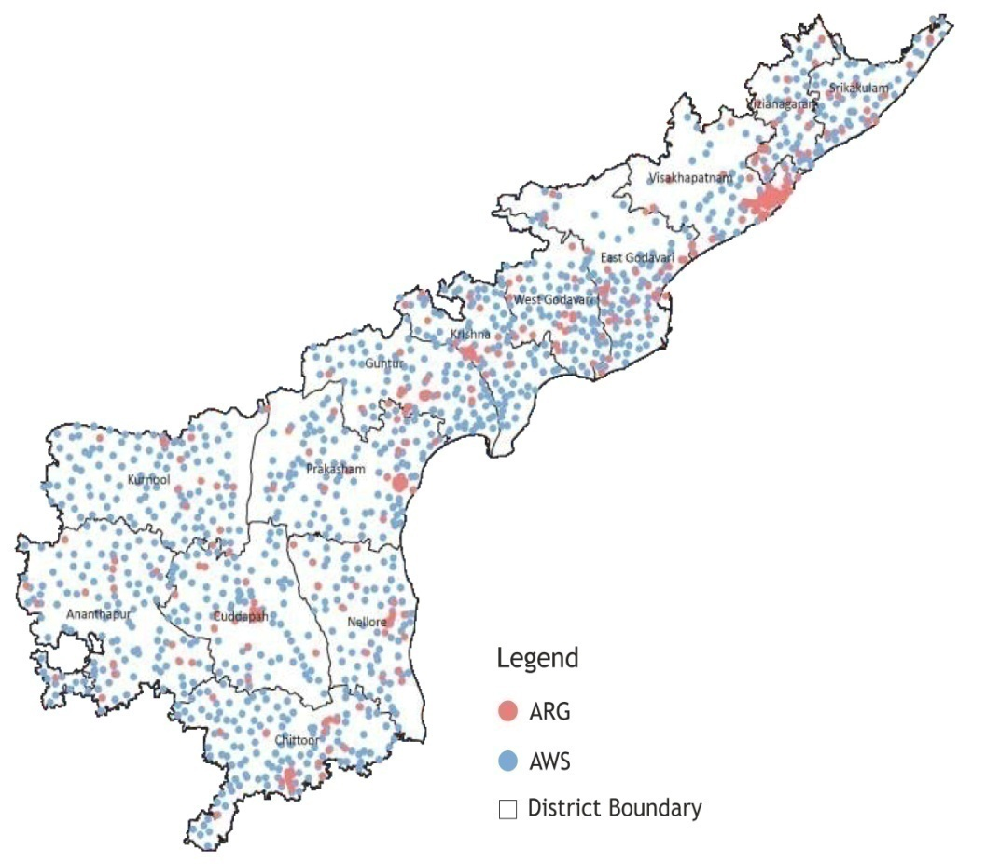 Srikakulam
Vizianagaram
Visakhapatnam
East Godavari
West Godavari
Krishna
Guntur
Prakasham
Kurnool
Ananthapur
Cuddapah
Nellore
Chittoor
Legend
ARG
AWS
District Boundary